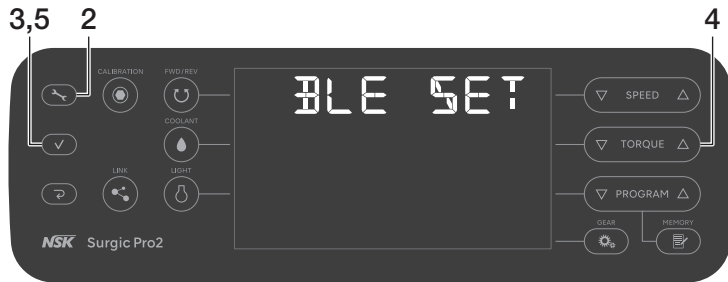 3,5 2 4
CALIBRATION FWD/REV
BLE SET
▽ SPEED △
COOLANT
▽ TORQUE △
LINK LIGHT
▽ PROGRAM △
GEAR MEMORY
NSK Surgic Pro2